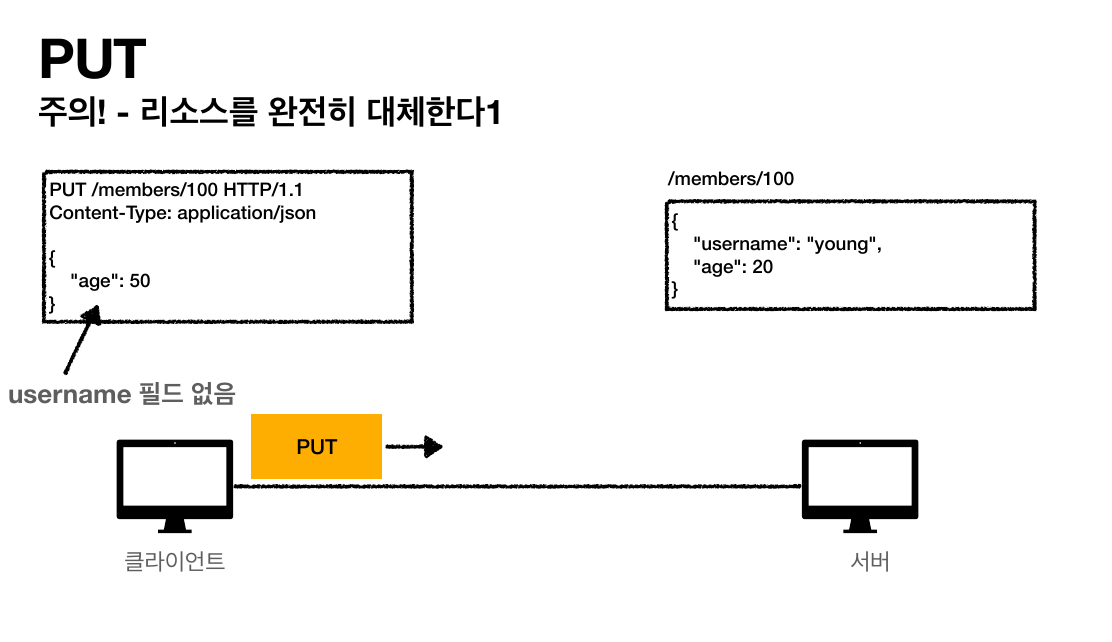 PUT
주의! - 리소스를 완전히 대체한다1
PUT /members/100 HTTP/1.1
Content-Type: application/json
{
"age": 50
}
username 필드 없음
/members/100
{
"username": "young",
"age": 20
}
PUT
클라이언트
서버